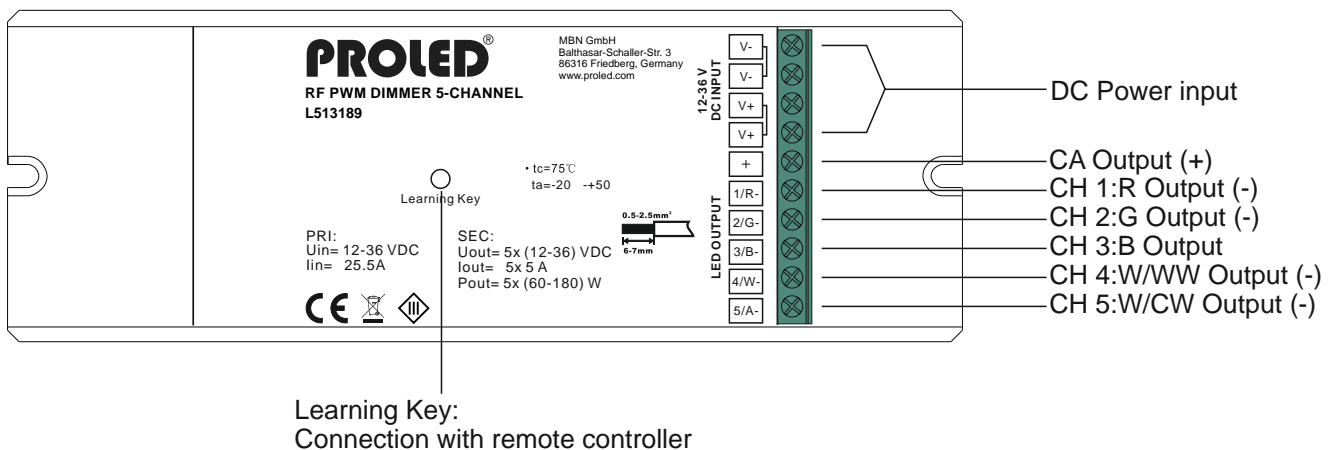 PROLED®
RF PWM DIMMER 5-CHANNEL
L513189
MBN GmbH
Balthasar-Schaller-Str. 3
86316 Friedberg, Germany
www.proled.com
Learning Key
• tc=75℃
ta=-20 -+50
PRI:
Uin= 12-36 VDC
Iin= 25.5A
SEC:
Uout= 5x (12-36) VDC
Iout= 5x 5 A
Pout= 5x (60-180) W
CE
III
0.5-2.5mm²
6-7mm
12-36 V
DC INPUT
V-
V-
V+
V+
LED OUTPUT
+
1/R-
2/G-
3/B-
4/W-
5/A-
DC Power input
CA Output (+)
CH 1:R Output (-)
CH 2:G Output (-)
CH 3:B Output
CH 4:W/WW Output (-)
CH 5:W/CW Output (-)
Learning Key:
Connection with remote controller